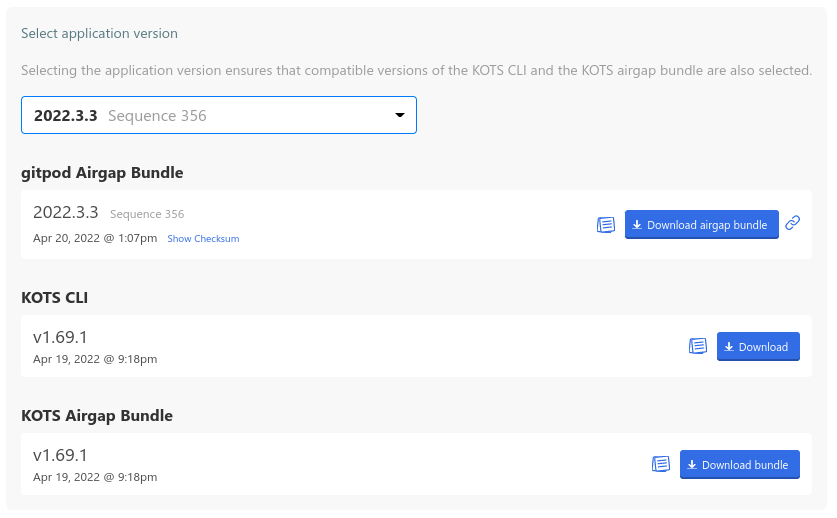 Select application version
Selecting the application version ensures that compatible versions of the KOTS CLI and the KOTS airgap bundle are also selected.
2022.3.3 Sequence 356
gitpod Airgap Bundle
2022.3.3 Sequence 356
Apr 20, 2022 @ 1:07pm Show Checksum
Download airgap bundle
KOTS CLI
v1.69.1
Apr 19, 2022 @ 9:18pm
Download
KOTS Airgap Bundle
v1.69.1
Apr 19, 2022 @ 9:18pm
Download bundle